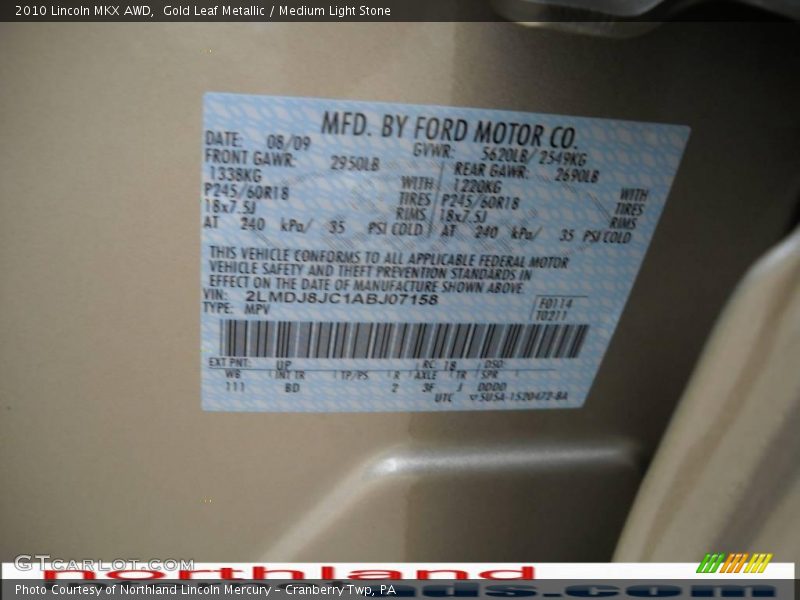 2010 Lincoln MKX AWD,  Gold Leaf Metallic / Medium Light Stone
MFD. BY FORD MOTOR CO.
DATE: 08/09 GVWR: 5620LB/ 2549KG
FRONT GAWR: 2950LB REAR GAWR: 2690LB
1338KG WITH 1220KG WITH
P245/60R18 TIRES P245/60R18 TIRES
18x7.5J RIMS 18x7.5J RIMS
AT 240 kPa/ 35 PSI COLD AT 240 kPa/ 35 PSI COLD
THIS VEHICLE CONFORMS TO ALL APPLICABLE FEDERAL MOTOR
VEHICLE SAFETY AND THEFT PREVENTION STANDARDS IN
EFFECT ON THE DATE OF MANUFACTURE SHOWN ABOVE.
VIN: 2LMDJ8JC1ABJ07158 F0114
TYPE: MPV T0211
EXT PNT: UP RC: 18 DSO:
WB INT TR TP/PS R AXLE TR SPR
111 BD 2 3F J DDDD
UTC 5U5A-1520472-BA
GTcarlot.com
northland
Photo Courtesy of Northland Lincoln Mercury - Cranberry Twp, PA